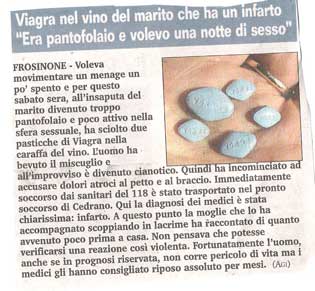 Viagra nel vino del marito che ha un infarto
"Era pantofolaio e volevo una notte di sesso"
FROSINONE - Voleva
movimentare un menage un
po' spento e per questo
sabato sera, all'insaputa del
marito divenuto troppo
pantofolaio e poco attivo nella
sfera sessuale, ha sciolto due
pasticche di Viagra nella
caraffa del vino. L'uomo ha
bevuto il miscuglio e
all'improvviso è divenuto cianotico. Quindi ha incominciato ad
accusare dolori atroci al petto e al braccio. Immediatamente
soccorso dai sanitari del 118 è stato trasportato nel pronto
soccorso di Cedrano. Qui la diagnosi dei medici è stata
chiarissima: infarto. A questo punto la moglie che lo ha
accompagnato scoppiando in lacrime ha raccontato di quanto
avvenuto poco prima a casa. Non pensava che potesse
verificarsi una reazione così violenta. Fortunatamente l'uomo,
anche se in prognosi riservata, non corre pericolo di vita ma i
medici gli hanno consigliato riposo assoluto per mesi. (AGI)